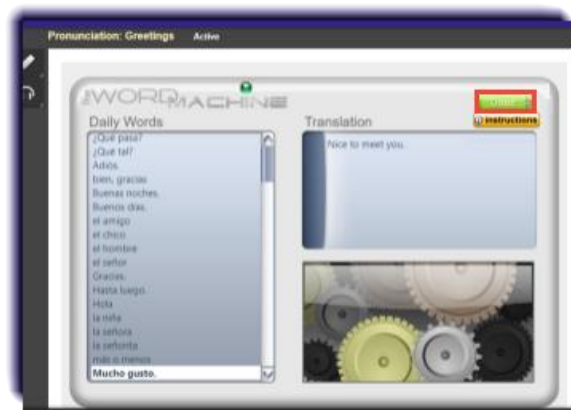 Pronunciation: Greetings Active
THE WORD MACHINE
Done
instructions
Daily Words
¿Qué pasa?
¿Qué tal?
Adiós.
bien, gracias
Buenas noches.
Buenos días.
el amigo
el chico
el hombre
el señor
Gracias.
Hasta luego.
Hola
la niña
la señora
la señorita
más o menos
Mucho gusto.
Translation
Nice to meet you.